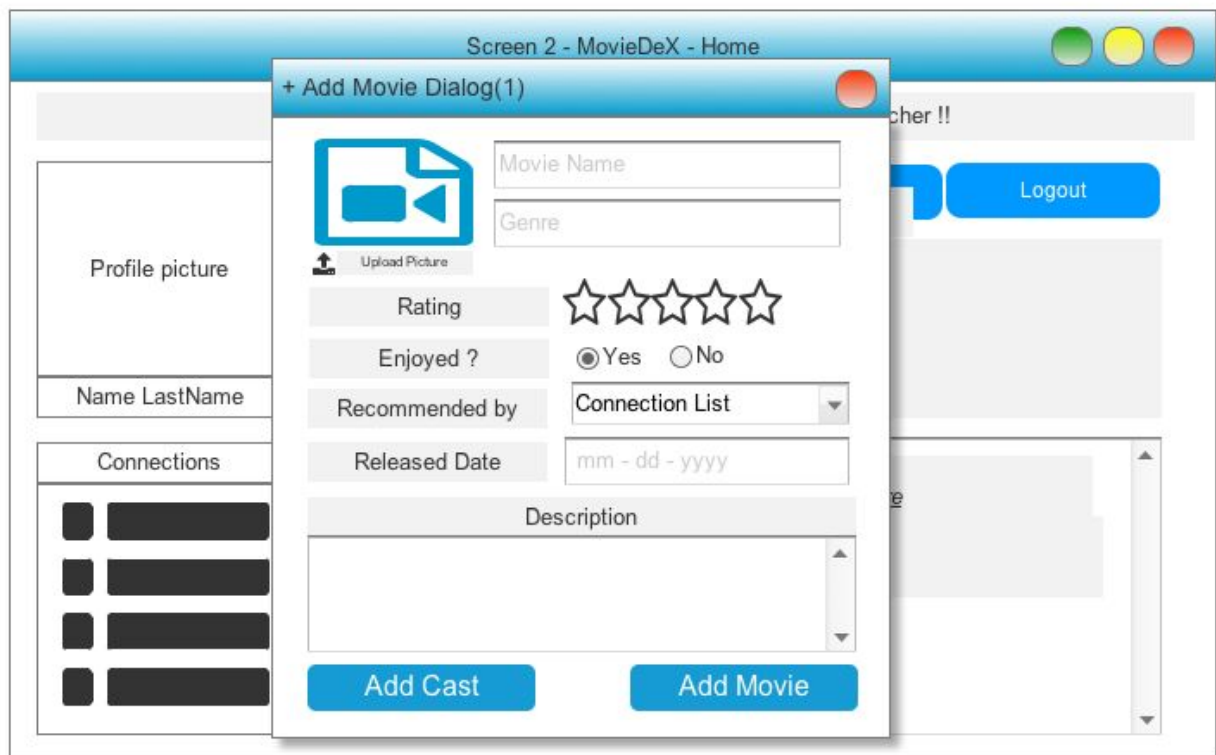 Screen 2 - MovieDeX - Home
+ Add Movie Dialog(1)
cher !!
Movie Name
Genre
Logout
Profile picture
Upload Picture
Rating
Enjoyed ?
Yes
No
Name LastName
Recommended by
Connection List
Connections
Released Date
mm - dd - yyyy
Description
Add Cast
Add Movie